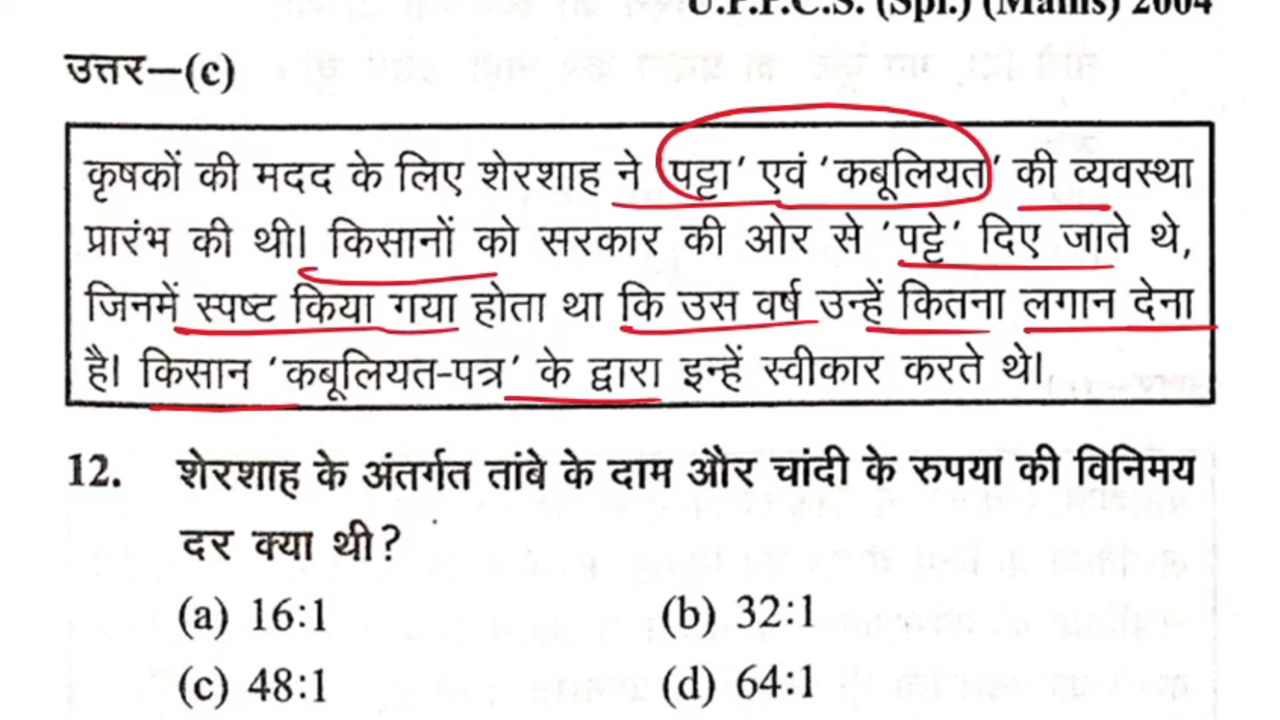 U.P.P.C.S. (Spl.) (Mains) 2004
उत्तर–(c)
कृषकों की मदद के लिए शेरशाह ने पट्टा' एवं 'कबूलियत' की व्यवस्था
प्रारंभ की थी। किसानों को सरकार की ओर से 'पट्टे' दिए जाते थे,
जिनमें स्पष्ट किया गया होता था कि उस वर्ष उन्हें कितना लगान देना
है। किसान 'कबूलियत-पत्र' के द्वारा इन्हें स्वीकार करते थे।
12. शेरशाह के अंतर्गत तांबे के दाम और चांदी के रुपया की विनिमय
दर क्या थी?
(a) 16:1 (b) 32:1
(c) 48:1 (d) 64:1